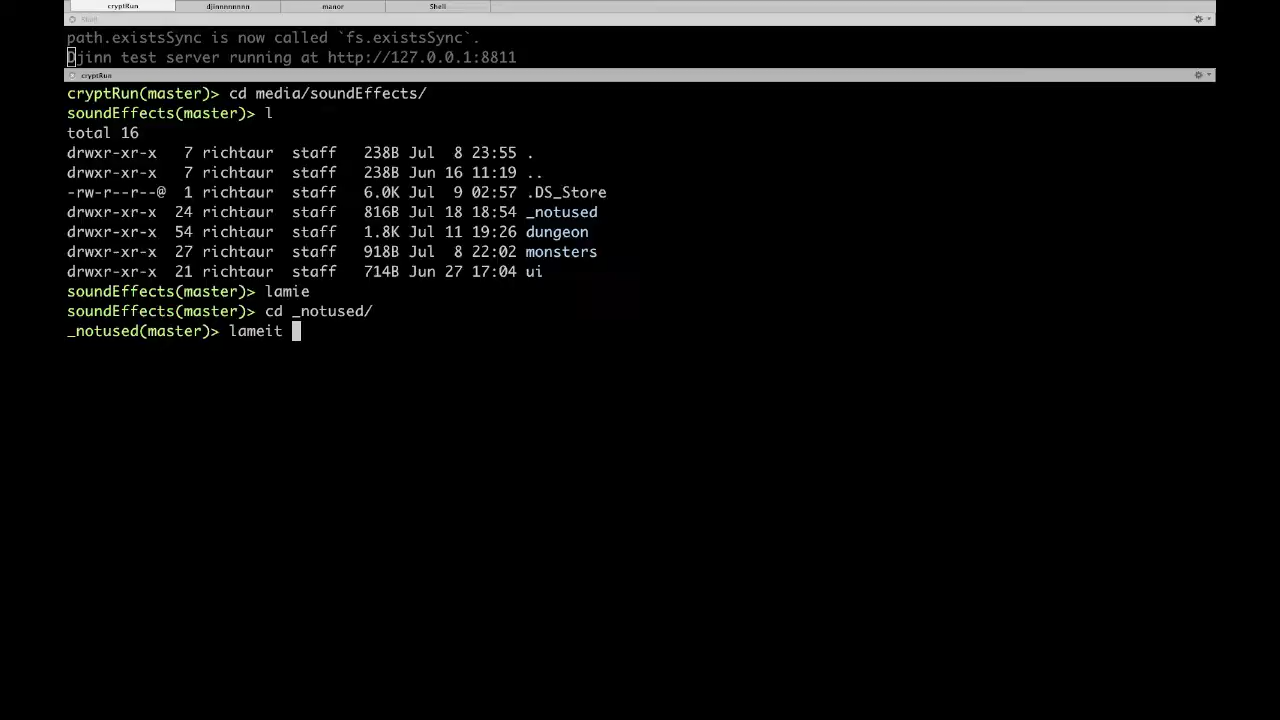 cryptRun djinnnnnnn manor Shell
Shell
path.existsSync is now called `fs.existsSync`.
Djinn test server running at http://127.0.0.1:8811
cryptRun
cryptRun(master)> cd media/soundEffects/
soundEffects(master)> l
total 16
drwxr-xr-x 7 richtaur staff 238B Jul 8 23:55 .
drwxr-xr-x 7 richtaur staff 238B Jun 16 11:19 ..
-rw-r--r--@ 1 richtaur staff 6.0K Jul 9 02:57 .DS_Store
drwxr-xr-x 24 richtaur staff 816B Jul 18 18:54 _notused
drwxr-xr-x 54 richtaur staff 1.8K Jul 11 19:26 dungeon
drwxr-xr-x 27 richtaur staff 918B Jul 8 22:02 monsters
drwxr-xr-x 21 richtaur staff 714B Jun 27 17:04 ui
soundEffects(master)> lamie
soundEffects(master)> cd _notused/
_notused(master)> lameit